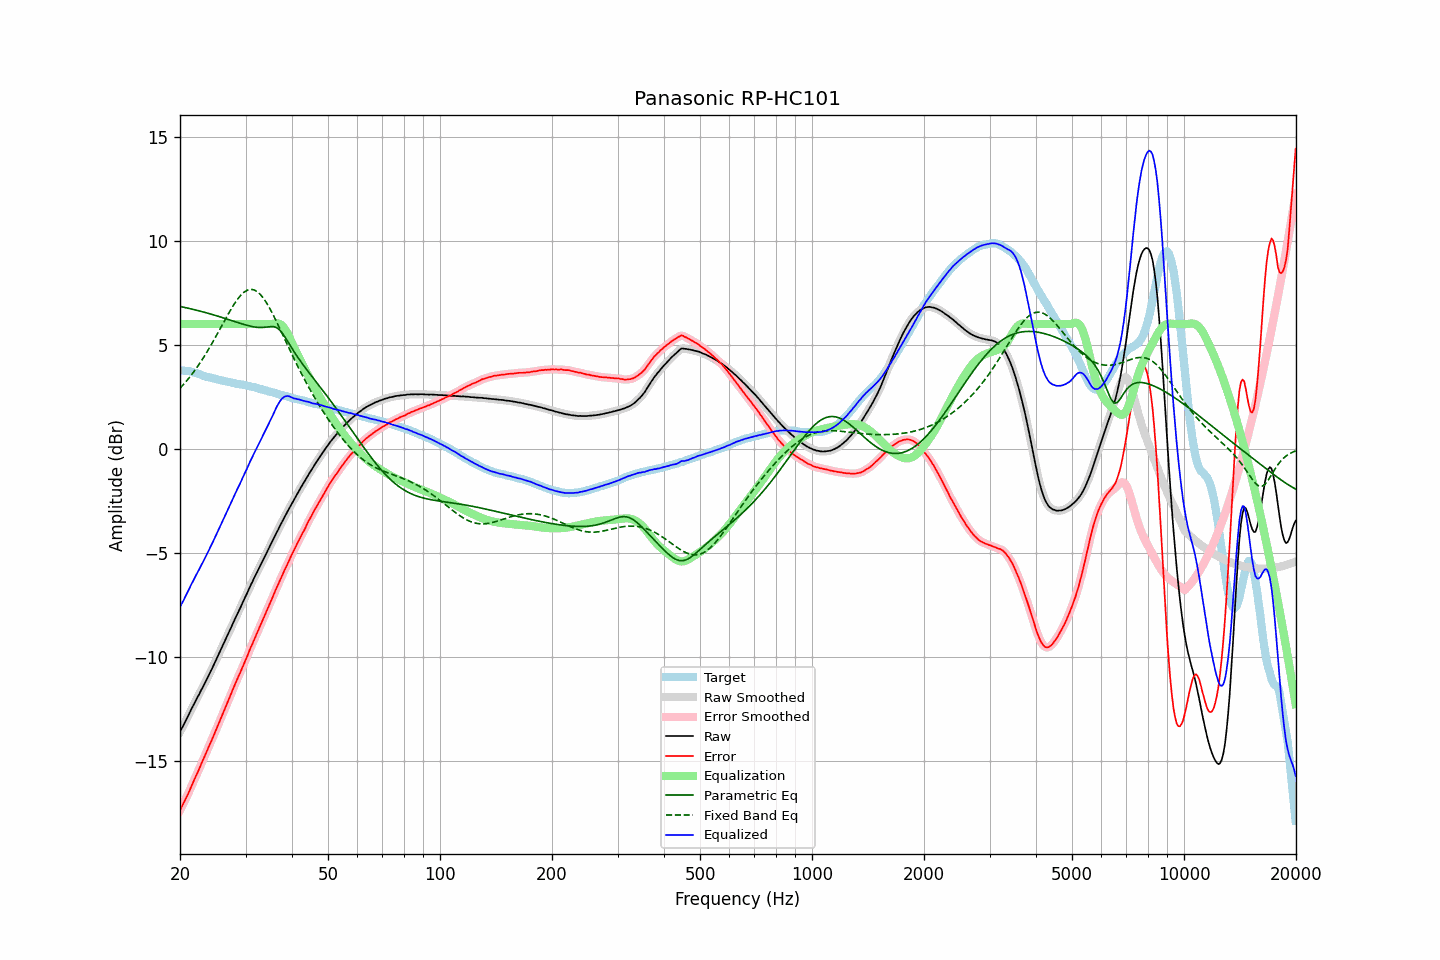 Panasonic RP-HC101
15
10
5
0
−5
−10
−15
Amplitude (dBr)
Target
Raw Smoothed
Error Smoothed
Raw
Error
Equalization
Parametric Eq
Fixed Band Eq
Equalized
20 50 100 200 500 1000 2000 5000 10000 20000
Frequency (Hz)